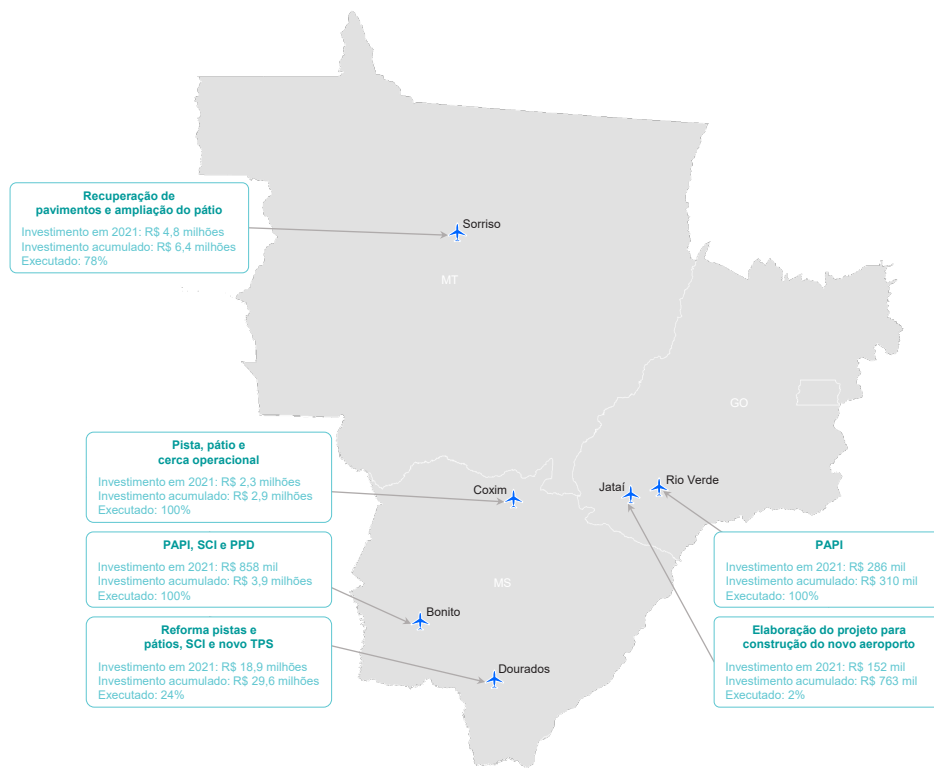 Recuperação de
pavimentos e ampliação do pátio
Investimento em 2021: R$ 4,8 milhões
Investimento acumulado: R$ 6,4 milhões
Executado: 78%
Sorriso
MT
GO
Pista, pátio e
cerca operacional
Investimento em 2021: R$ 2,3 milhões
Investimento acumulado: R$ 2,9 milhões
Executado: 100%
Coxim
Jataí
Rio Verde
PAPI, SCI e PPD
Investimento em 2021: R$ 858 mil
Investimento acumulado: R$ 3,9 milhões
Executado: 100%
MS
Bonito
PAPI
Investimento em 2021: R$ 286 mil
Investimento acumulado: R$ 310 mil
Executado: 100%
Reforma pistas e
pátios, SCI e novo TPS
Investimento em 2021: R$ 18,9 milhões
Investimento acumulado: R$ 29,6 milhões
Executado: 24%
Dourados
Elaboração do projeto para
construção do novo aeroporto
Investimento em 2021: R$ 152 mil
Investimento acumulado: R$ 763 mil
Executado: 2%